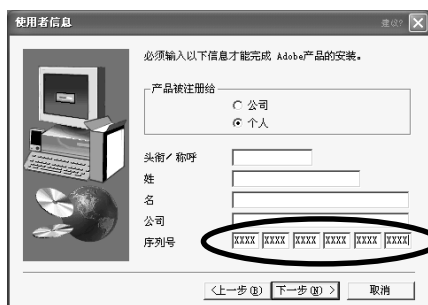 使用者信息
建议?
必须输入以下信息才能完成 Adobe产品的安装。
产品被注册给
公司
个人
头衔/称呼
姓
名
公司
序列号 XXXX XXXX XXXX XXXX XXXX XXXX
<上一步(B) 下一步(N)> 取消